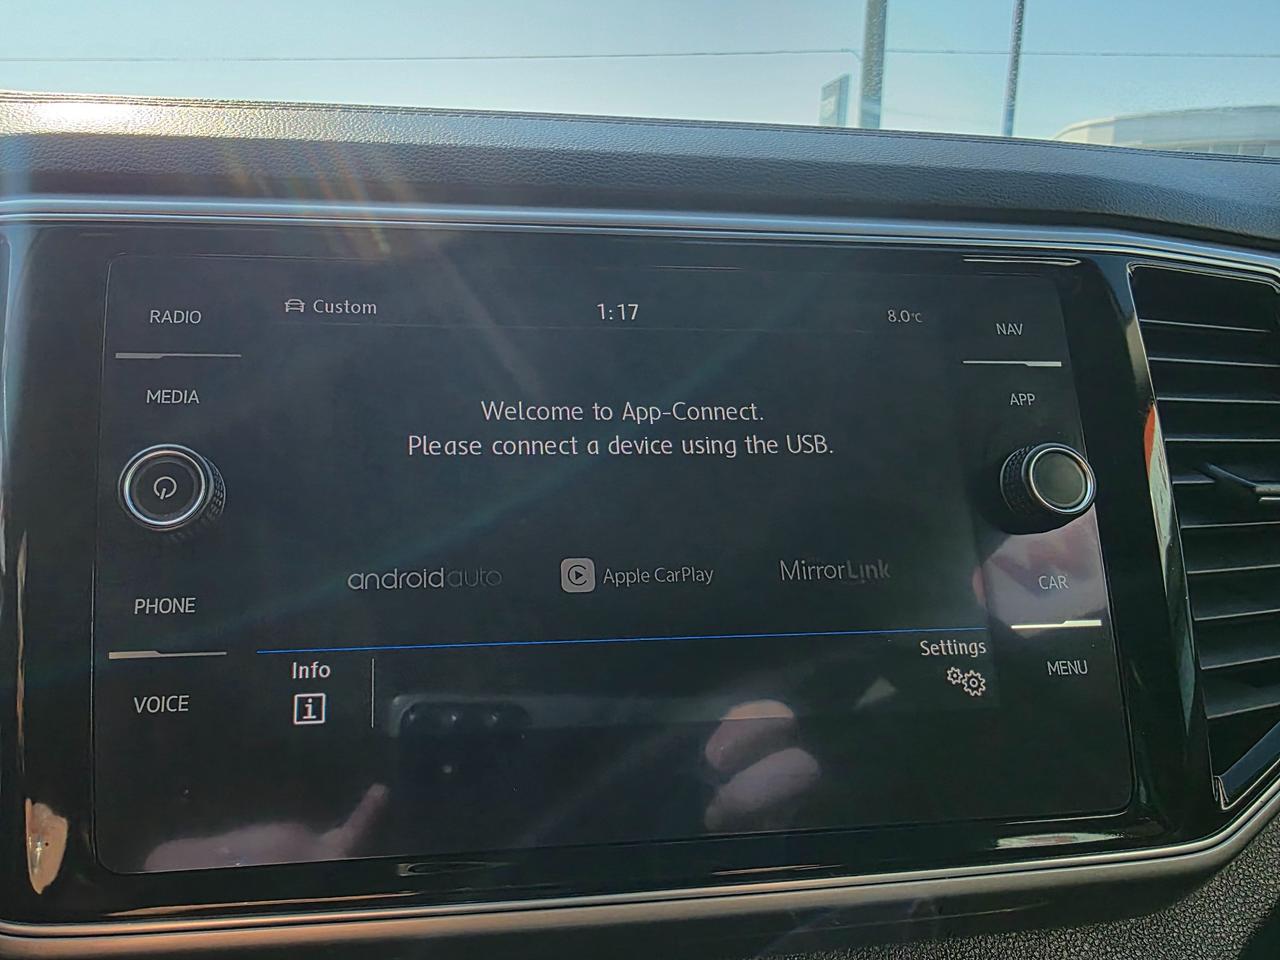 RADIO
MEDIA
PHONE
VOICE
Custom
1:17
8.0°C
Welcome to App-Connect.
Please connect a device using the USB.
androidauto
Apple CarPlay
MirrorLink
Info
i
Settings
NAV
APP
CAR
MENU